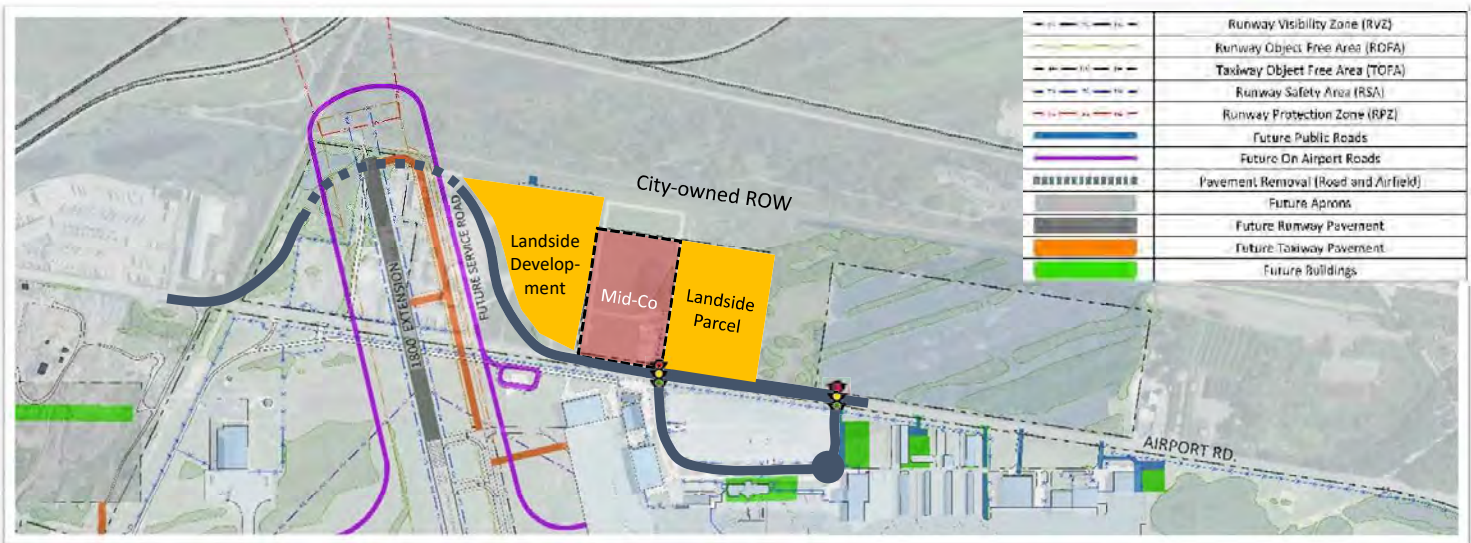 Runway Visibility Zone (RVZ)
Runway Object Free Area (ROFA)
Taxiway Object Free Area (TOFA)
Runway Safety Area (RSA)
Runway Protection Zone (RPZ)
Future Public Roads
Future On Airport Roads
Pavement Removal (Road and Airfield)
Future Aprons
Future Runway Pavement
Future Taxiway Pavement
Future Buildings
City-owned ROW
Landside
Develop-
ment
Mid-Co
Landside
Parcel
1800' EXTENSION
FUTURE SERVICE ROAD
AIRPORT RD.